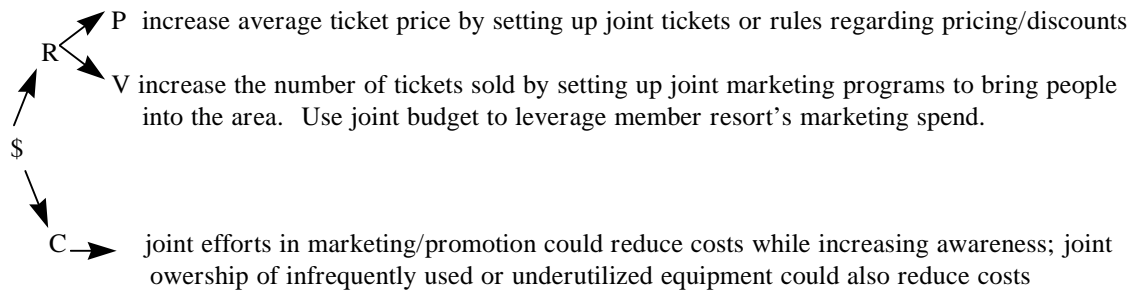 P increase average ticket price by setting up joint tickets or rules regarding pricing/discounts
R
V increase the number of tickets sold by setting up joint marketing programs to bring people
into the area. Use joint budget to leverage member resort's marketing spend.
$
C joint efforts in marketing/promotion could reduce costs while increasing awareness; joint
owership of infrequently used or underutilized equipment could also reduce costs